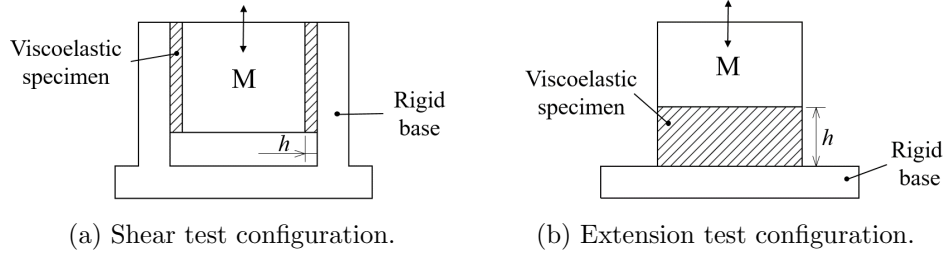 Viscoelastic
specimen
M
Rigid
base
h
(a) Shear test configuration.
M
Viscoelastic
specimen
h
Rigid
base
(b) Extension test configuration.